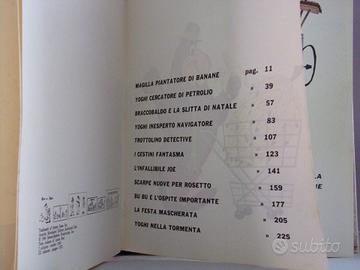 MAGILLA PIANTATORE DI BANANE pag. 11
YOGHI CERCATORE DI PETROLIO » 39
BRACCOBALDO E LA SLITTA DI NATALE » 57
YOGHI INESPERTO NAVIGATORE » 83
TROTTOLINO DETECTIVE » 107
I CESTINI FANTASMA » 123
L'INFALLIBILE JOE » 141
SCARPE NUOVE PER ROSETTO » 159
BU BU E L'OSPITE IMPORTANTE » 177
LA FESTA MASCHERATA » 205
YOGHI NELLA TORMENTA » 225
subito